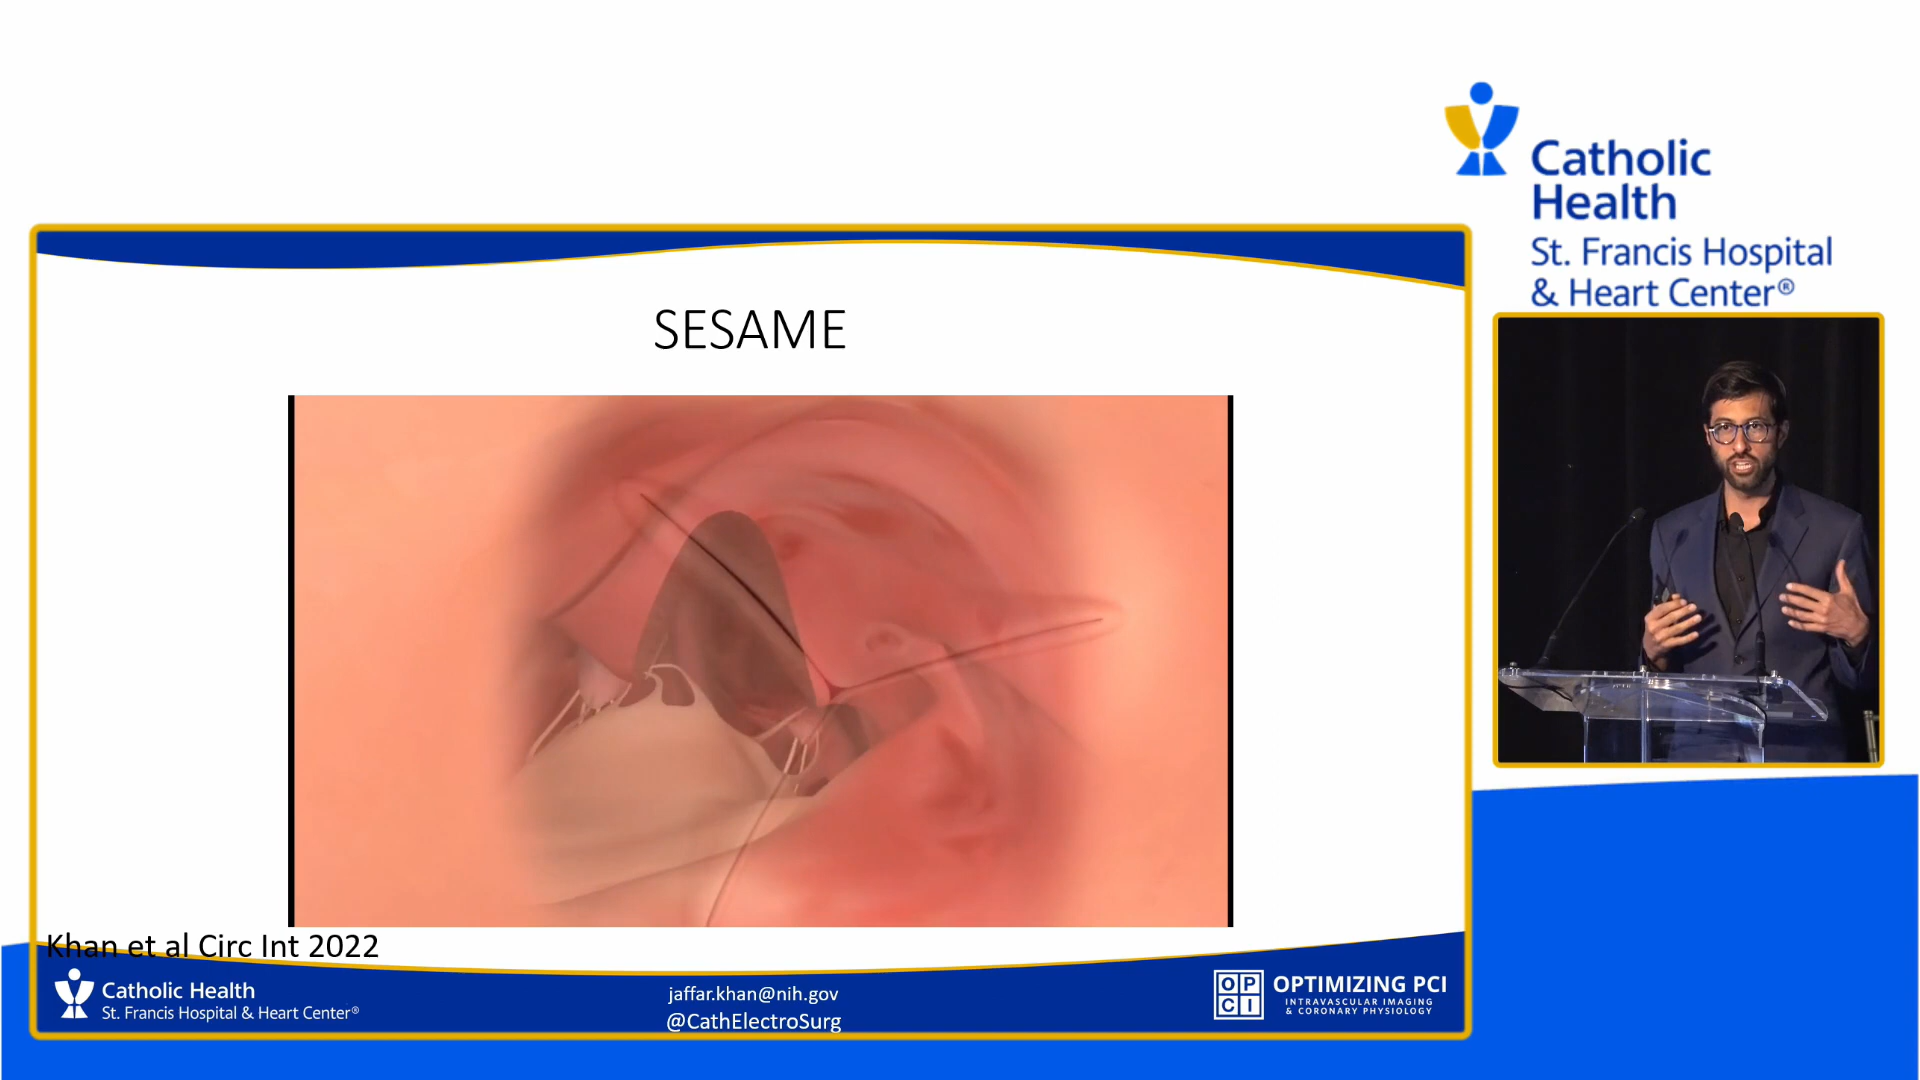 Catholic
Health
St. Francis Hospital
& Heart Center®
SESAME
Khan et al Circ Int 2022
Catholic Health
St. Francis Hospital & Heart Center®
jaffar.khan@nih.gov
@CathElectroSurg
OP
CI
OPTIMIZING PCI
INTRAVASCULAR IMAGING
& CORONARY PHYSIOLOGY